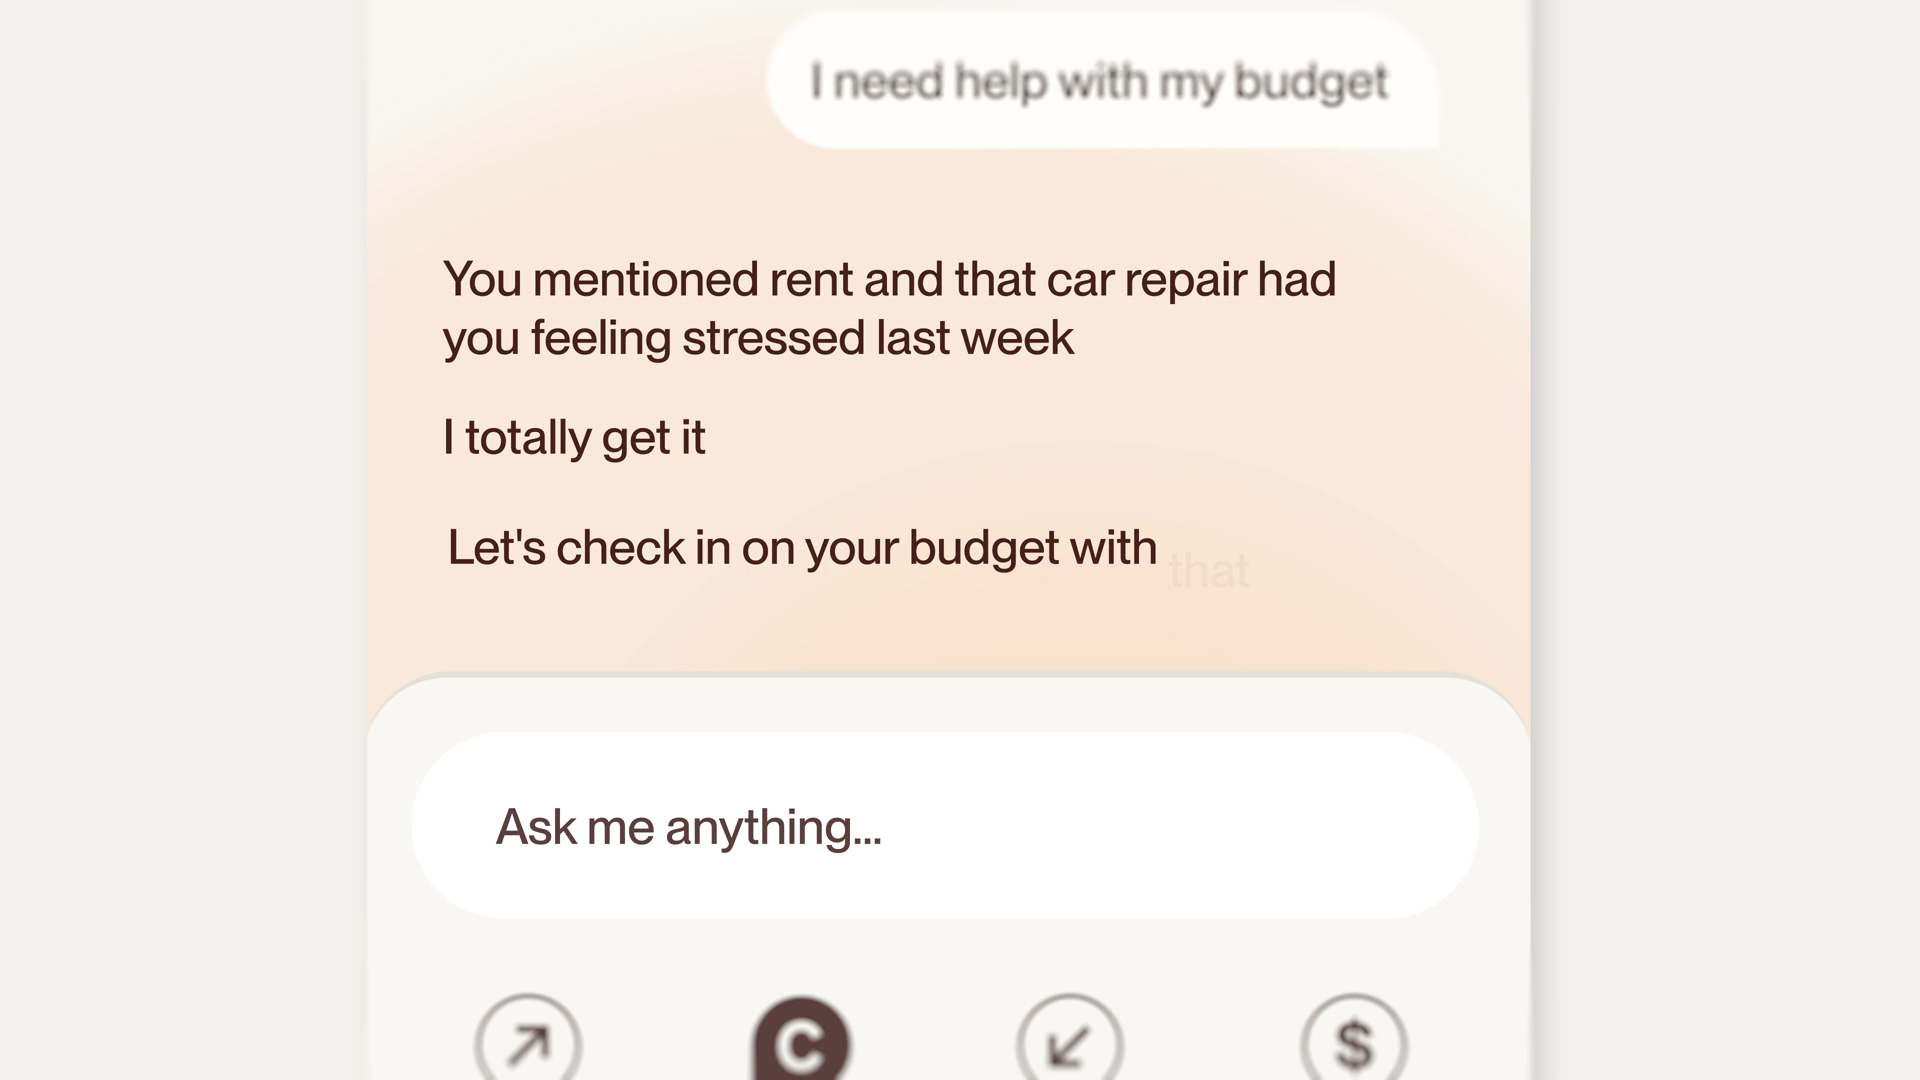 I need help with my budget
You mentioned rent and that car repair had
you feeling stressed last week
I totally get it
Let's check in on your budget with that
Ask me anything...
C
$